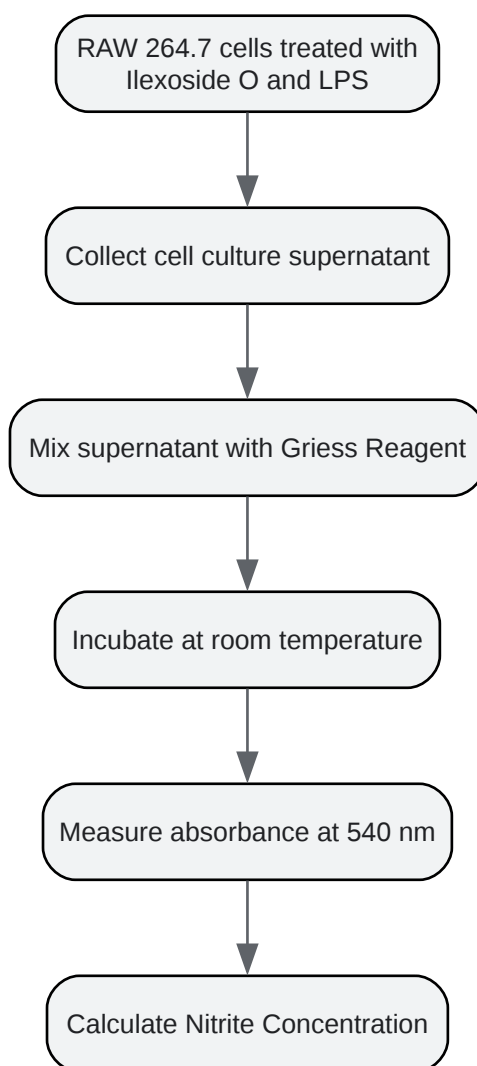 RAW 264.7 cells treated with
Ilexoside O and LPS
Collect cell culture supernatant
Mix supernatant with Griess Reagent
Incubate at room temperature
Measure absorbance at 540 nm
Calculate Nitrite Concentration